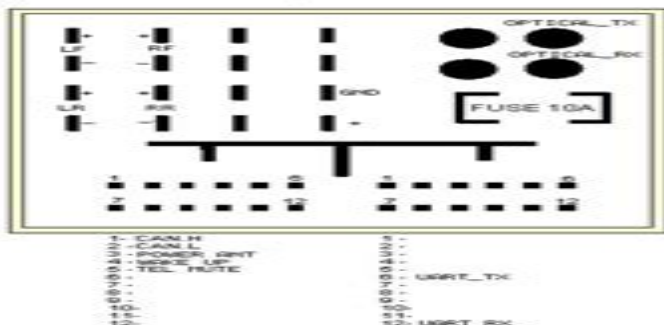 OPTICAL_TX
LF + + RF
- -
OPTICAL_RX
+ + GND
LR RR
- - +
FUSE 10A
1 6 1 6
7 12 7 12
1- CAN.H
2- CAN.L
3- POWER ANT
4- WAKE UP
5- TEL MUTE
6-
7-
8-
9-
10-
11-
12-
1-
2-
3-
4-
5-
6- UART_TX
7-
8-
9-
10-
11-
12- UART RX